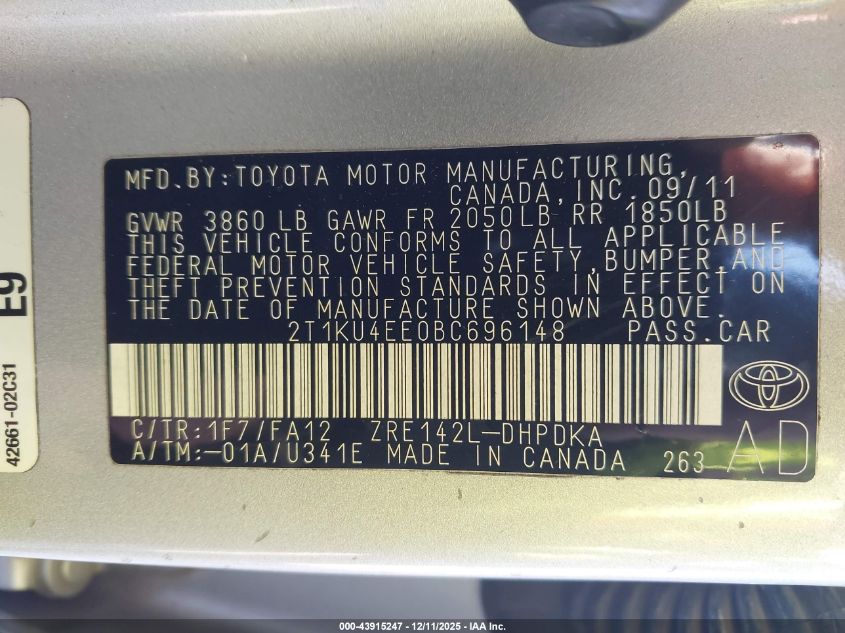 MFD.BY:TOYOTA MOTOR MANUFACTURING,
CANADA, INC. 09/11
GVWR 3860 LB GAWR FR 2050LB RR 1850LB
THIS VEHICLE CONFORMS TO ALL APPLICABLE
FEDERAL MOTOR VEHICLE SAFETY, BUMPER, AND
THEFT PREVENTION STANDARDS IN EFFECT ON
THE DATE OF MANUFACTURE SHOWN ABOVE.
2T1KU4EE0BC696148 PASS.CAR
C/TR:1F7/FA12 ZRE142L-DHPDKA
A/TM:-01A/U341E MADE IN CANADA 263 AD
E9
42661-02C31
000-43915247 - 12/11/2025 - IAA Inc.